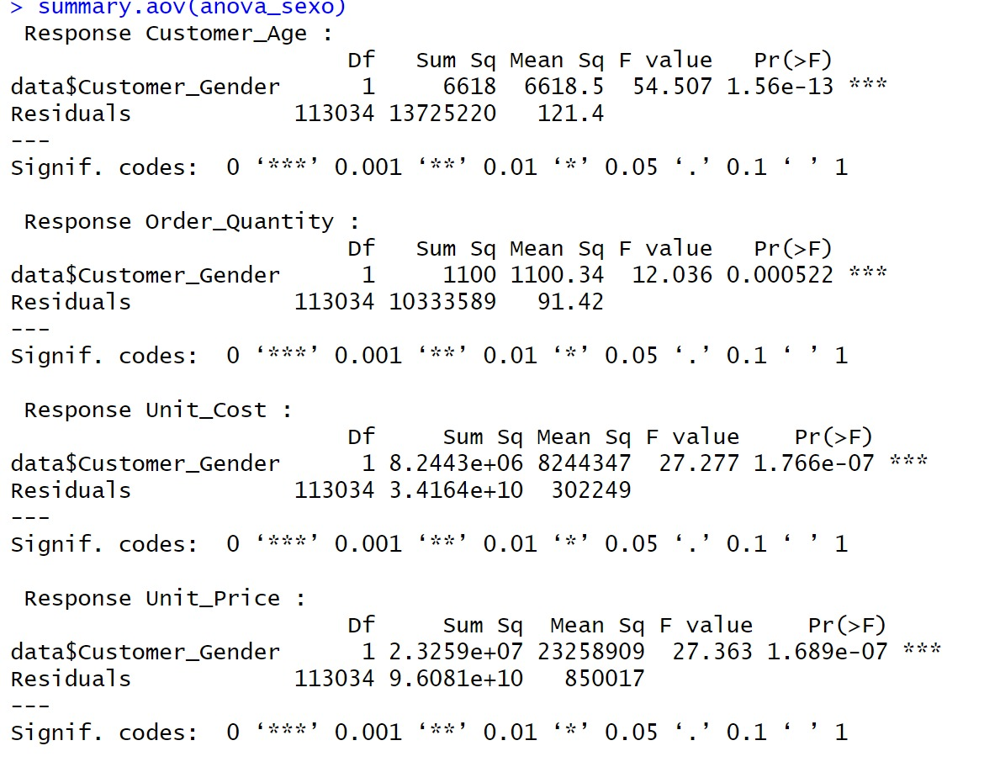 > summary.aov(anova_sexo)
 Response Customer_Age :
                         Df   Sum Sq Mean Sq F value   Pr(>F)
data$Customer_Gender      1     6618  6618.5  54.507 1.56e-13 ***
Residuals            113034 13725220   121.4
---
Signif. codes:  0 ‘***’ 0.001 ‘**’ 0.01 ‘*’ 0.05 ‘.’ 0.1 ‘ ’ 1
 Response Order_Quantity :
                         Df   Sum Sq Mean Sq F value   Pr(>F)
data$Customer_Gender      1     1100 1100.34  12.036 0.000522 ***
Residuals            113034 10333589   91.42
---
Signif. codes:  0 ‘***’ 0.001 ‘**’ 0.01 ‘*’ 0.05 ‘.’ 0.1 ‘ ’ 1
 Response Unit_Cost :
                         Df     Sum Sq Mean Sq F value    Pr(>F)
data$Customer_Gender      1 8.2443e+06 8244347  27.277 1.766e-07 ***
Residuals            113034 3.4164e+10  302249
---
Signif. codes:  0 ‘***’ 0.001 ‘**’ 0.01 ‘*’ 0.05 ‘.’ 0.1 ‘ ’ 1
 Response Unit_Price :
                         Df     Sum Sq  Mean Sq F value    Pr(>F)
data$Customer_Gender      1 2.3259e+07 23258909  27.363 1.689e-07 ***
Residuals            113034 9.6081e+10   850017
---
Signif. codes:  0 ‘***’ 0.001 ‘**’ 0.01 ‘*’ 0.05 ‘.’ 0.1 ‘ ’ 1